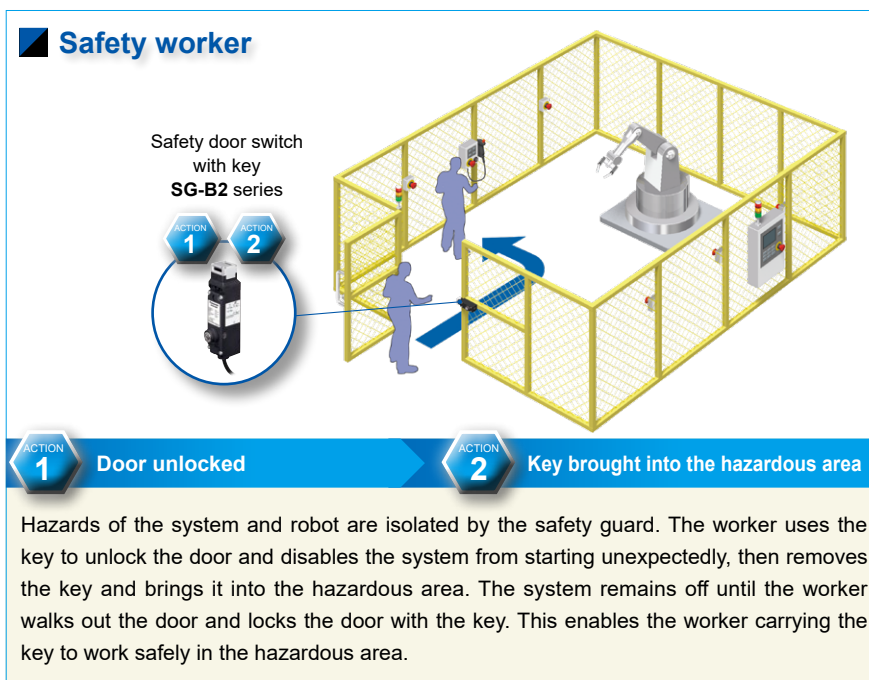 Safety worker
Safety door switch
with key
SG-B2 series
ACTION
1
ACTION
2
ACTION
1
Door unlocked
ACTION
2
Key brought into the hazardous area
Hazards of the system and robot are isolated by the safety guard. The worker uses the
key to unlock the door and disables the system from starting unexpectedly, then removes
the key and brings it into the hazardous area. The system remains off until the worker
walks out the door and locks the door with the key. This enables the worker carrying the
key to work safely in the hazardous area.